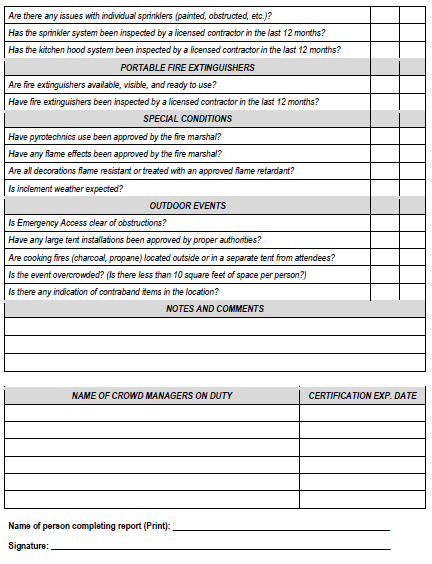 Are there any issues with individual sprinklers (painted, obstructed, etc.)?
Has the sprinkler system been inspected by a licensed contractor in the last 12 months?
Has the kitchen hood system been inspected by a licensed contractor in the last 12 months?
PORTABLE FIRE EXTINGUISHERS
Are fire extinguishers available, visible, and ready to use?
Have fire extinguishers been inspected by a licensed contractor in the last 12 months?
SPECIAL CONDITIONS
Have pyrotechnics use been approved by the fire marshal?
Have any flame effects been approved by the fire marshal?
Are all decorations flame resistant or treated with an approved flame retardant?
Is inclement weather expected?
OUTDOOR EVENTS
Is Emergency Access clear of obstructions?
Have any large tent installations been approved by proper authorities?
Are cooking fires (charcoal, propane) located outside or in a separate tent from attendees?
Is the event overcrowded? (Is there less than 10 square feet of space per person?)
Is there any indication of contraband items in the location?
NOTES AND COMMENTS
NAME OF CROWD MANAGERS ON DUTY CERTIFICATION EXP. DATE
Name of person completing report (Print):
Signature: